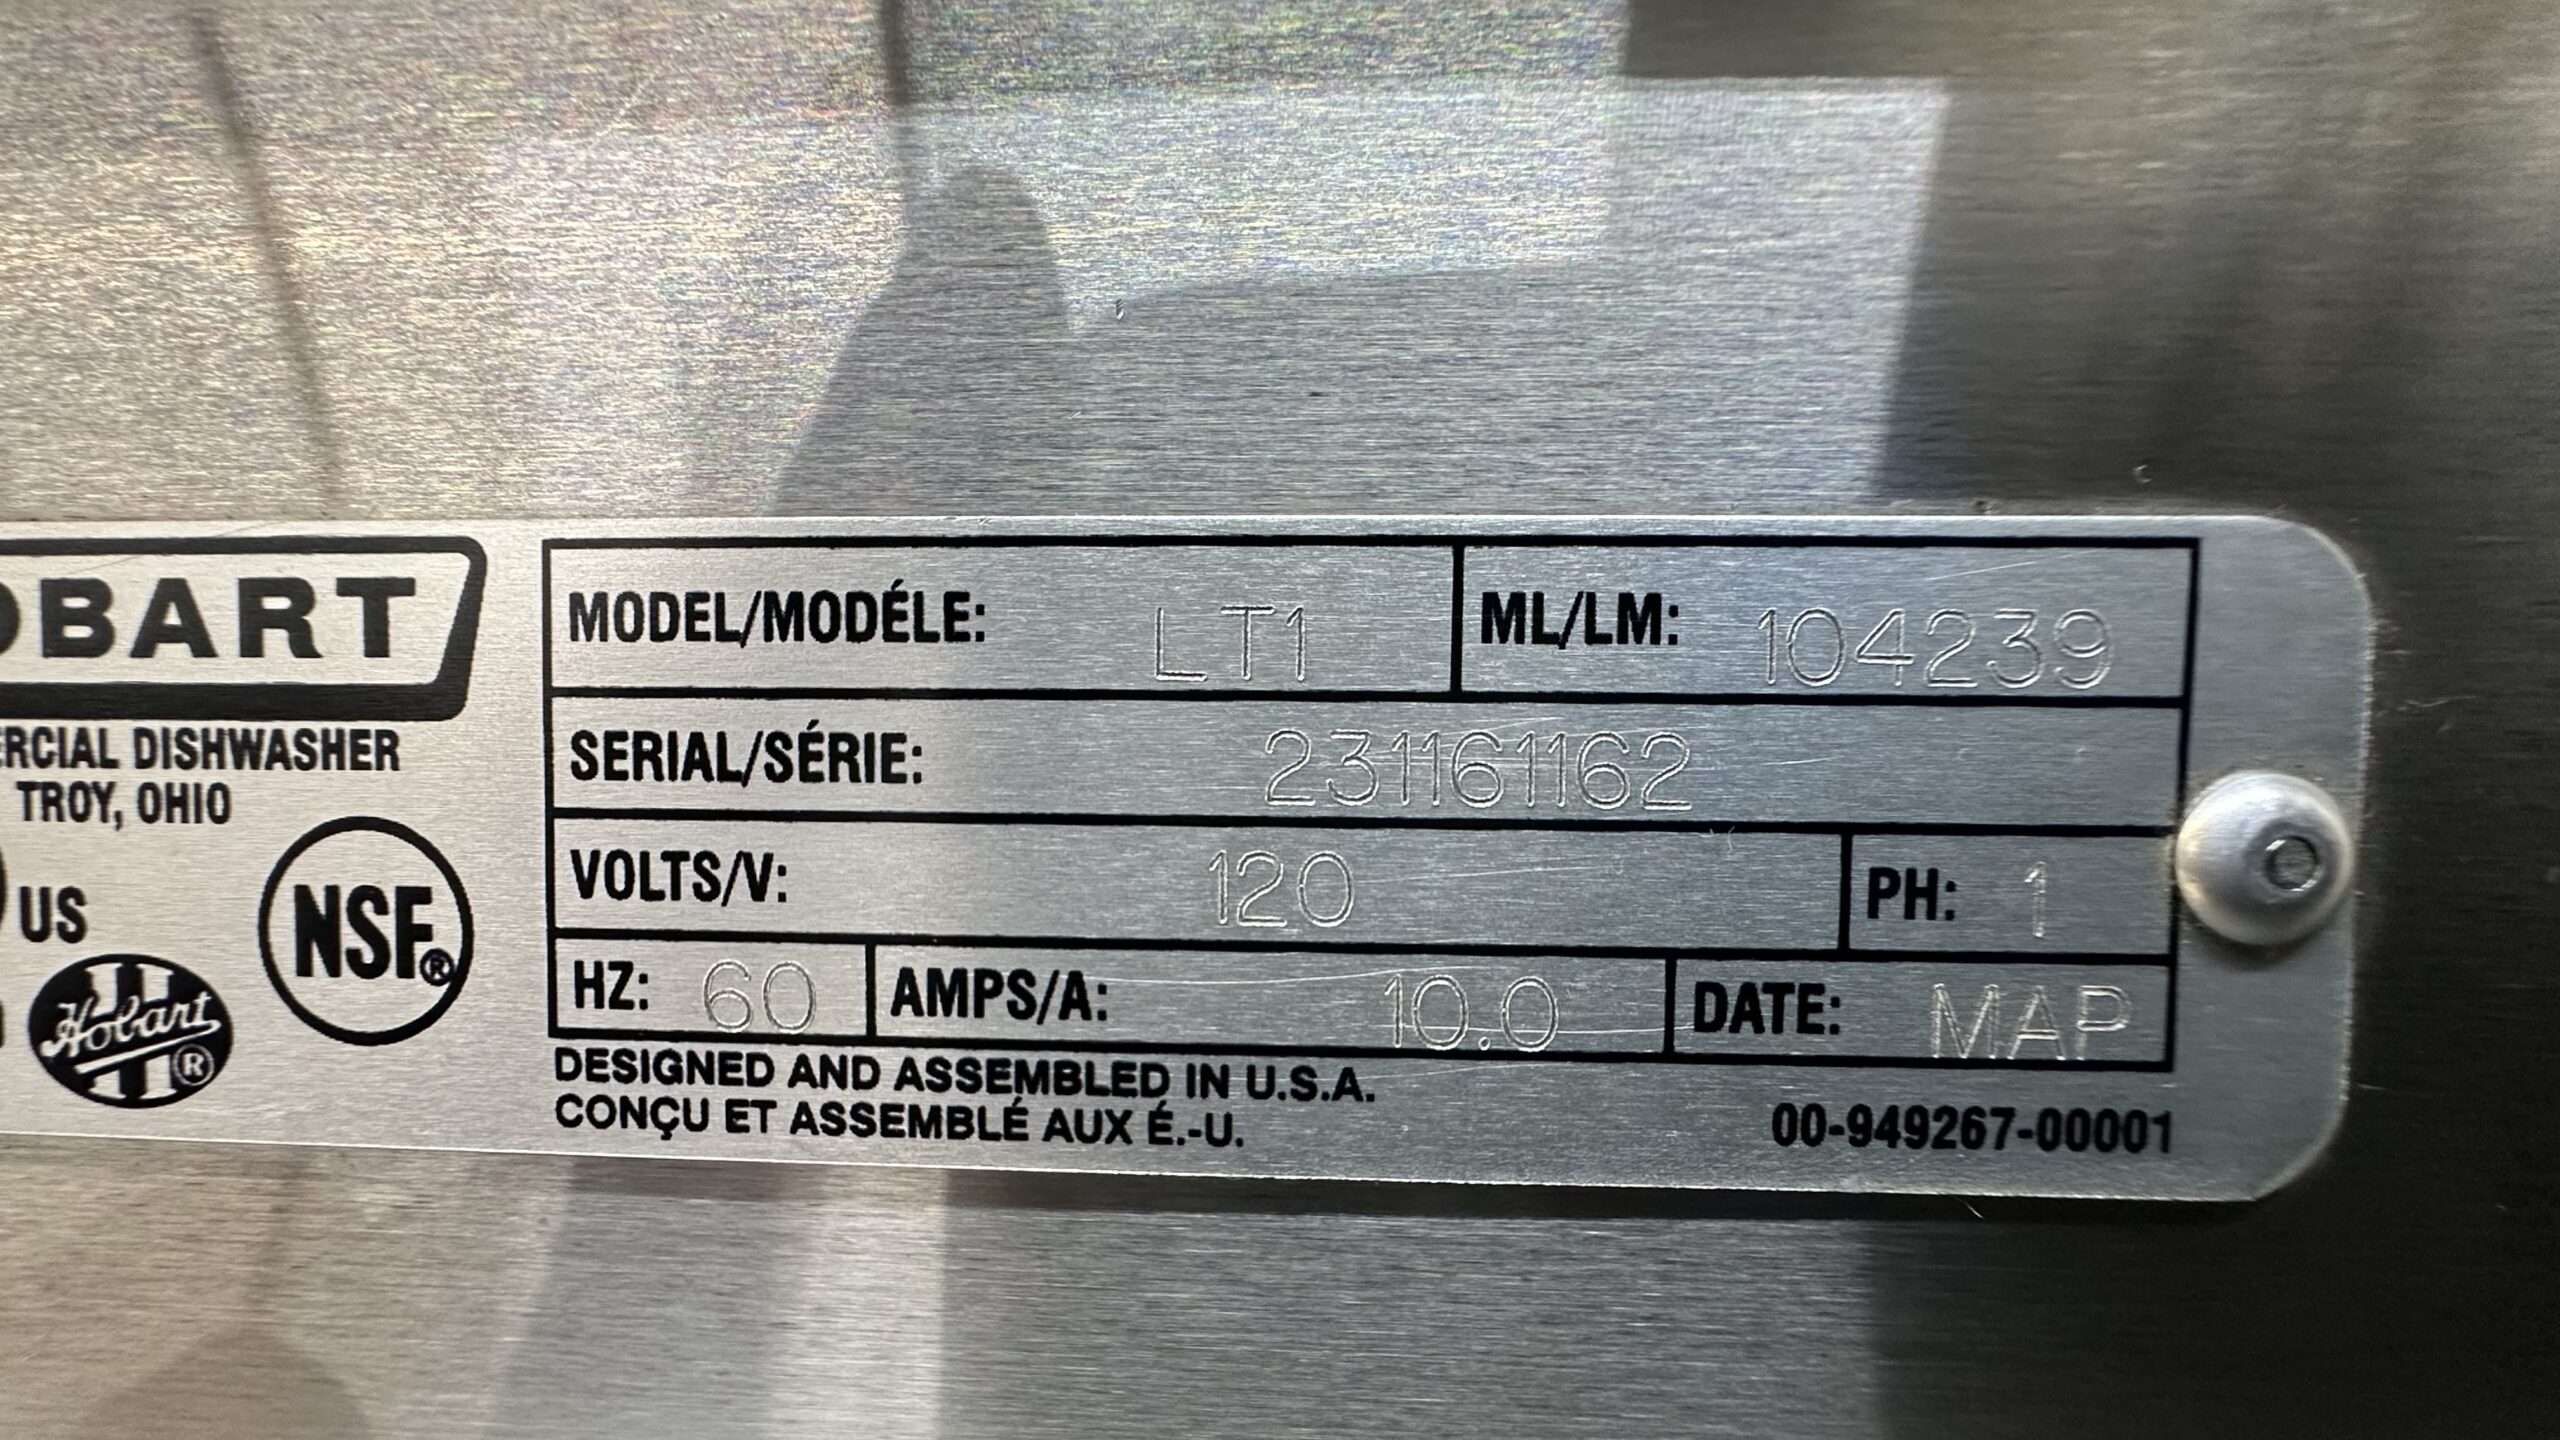 OBART
ERCIAL DISHWASHER
TROY, OHIO
US
NSF®
Hobart
®
MODEL/MODÉLE: LT1 ML/LM: 104239
SERIAL/SÉRIE: 231161162
VOLTS/V: 120 PH: 1
HZ: 60 AMPS/A: 10.0 DATE: MAP
DESIGNED AND ASSEMBLED IN U.S.A.
CONÇU ET ASSEMBLÉ AUX É.-U.
00-949267-00001